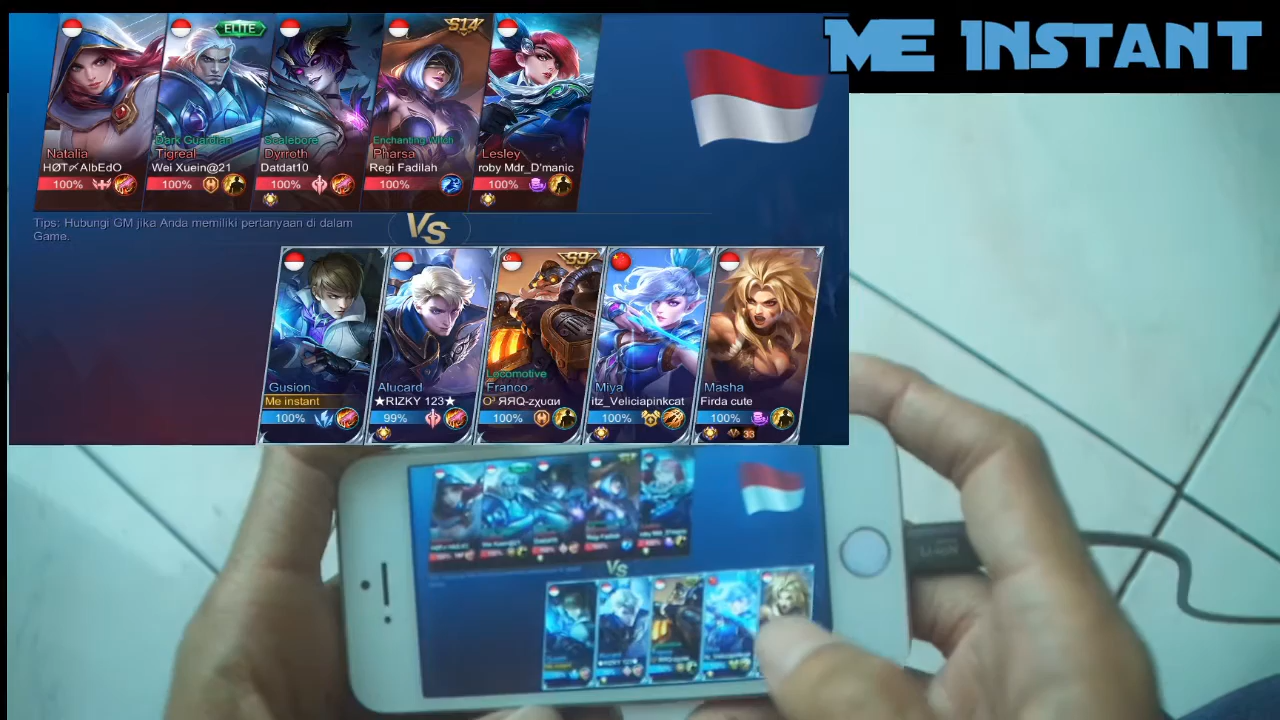 ME INSTANT
ELITE
S14
Natalia
HØT〆AlbEdO
100%
Dark Guardian
Tigreal
Wei Xuein@21
100%
Scaleborn
Dyrroth
Datdat10
100%
Enchanting Witch
Pharsa
Regi Fadilah
100%
Lesley
roby Mdr_D'manic
100%
Tips: Hubungi GM jika Anda memiliki pertanyaan di dalam
Game.
VS
S9
Gusion
Me instant
100%
Alucard
★RIZKY 123★
99%
Locomotive
Franco
100%
Miya
itz_Veliciapinkcat
100%
Masha
Firda cute
100%
33
VS